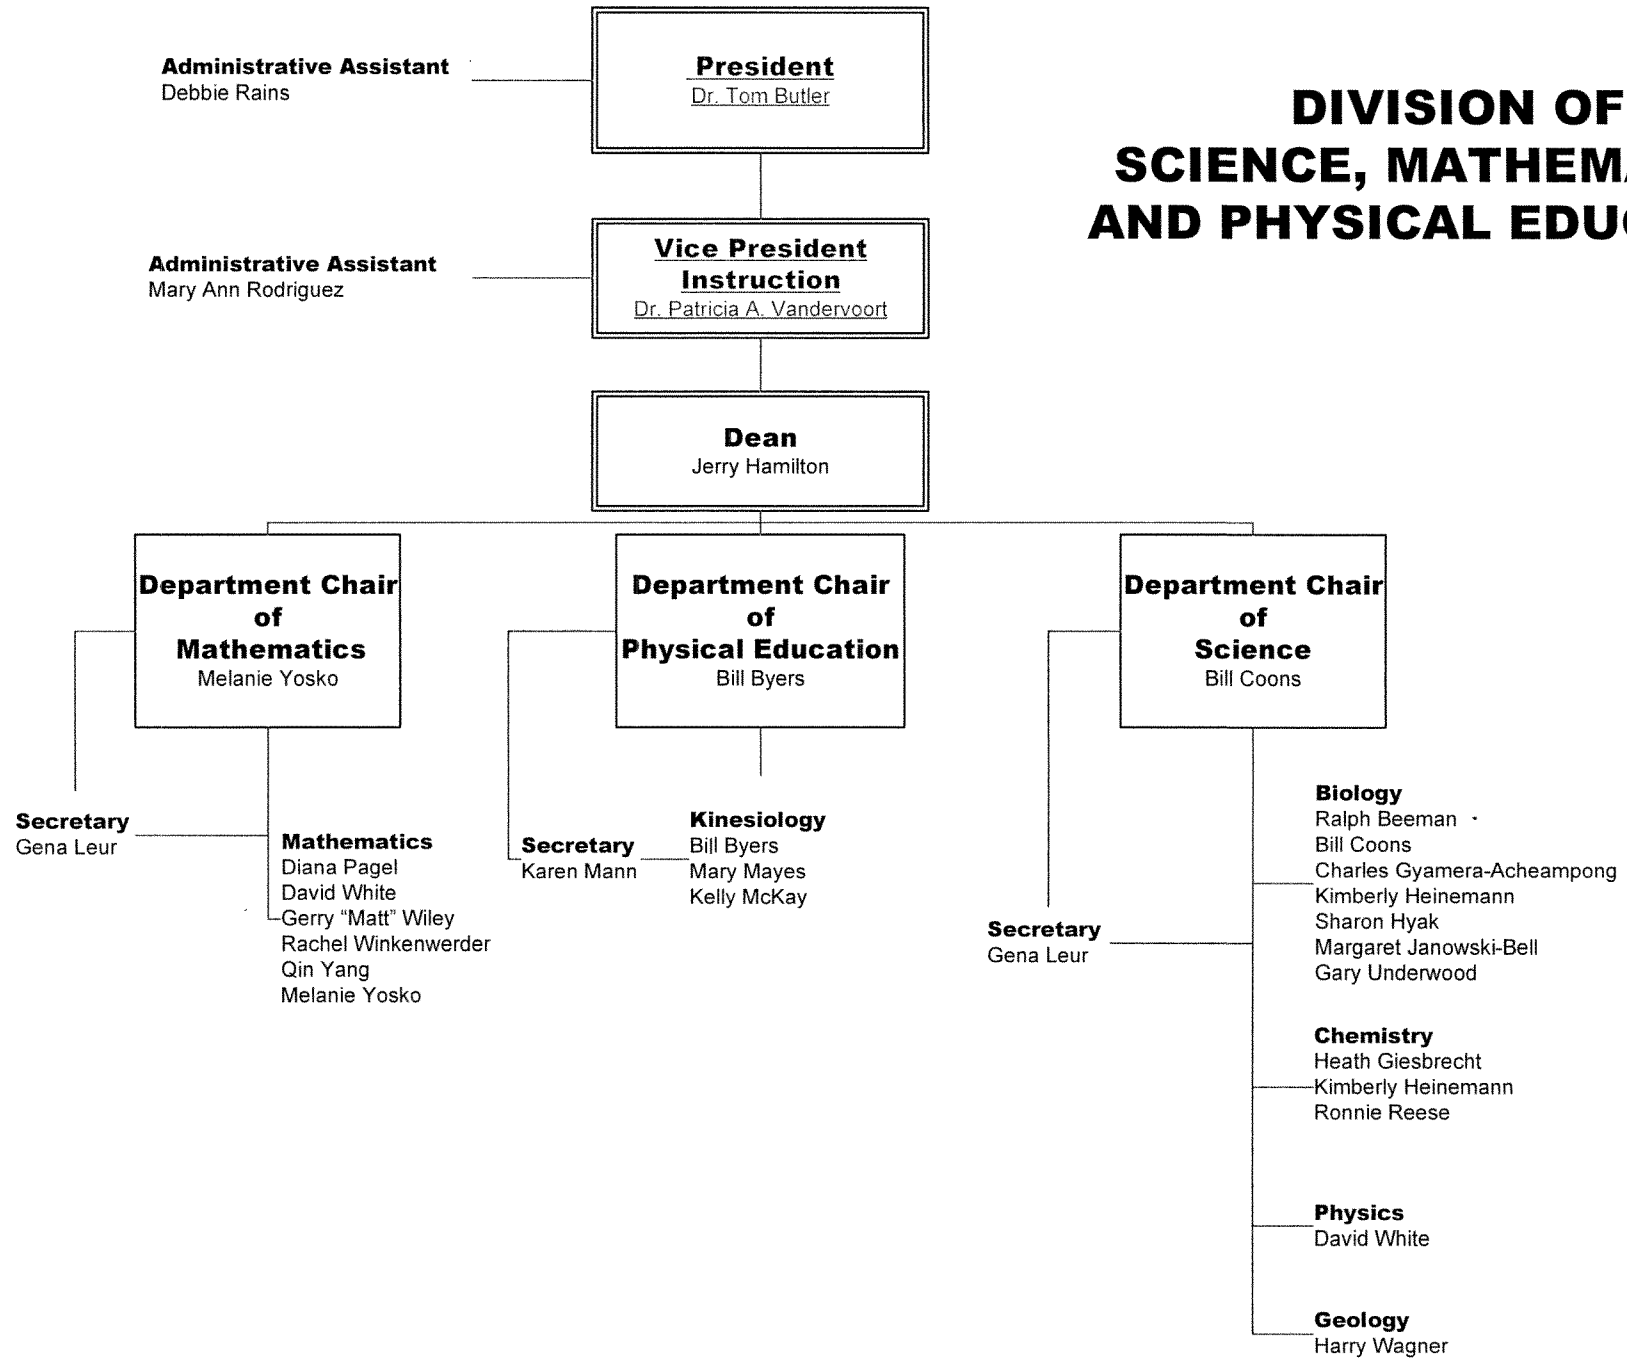 Administrative Assistant
Debbie Rains
President
Dr. Tom Butler
DIVISION OF
SCIENCE,
AND PHYSICAL
Administrative Assistant
Mary Ann Rodriguez
Vice President
Instruction
Dr. Patricia A. Vandervoort
Dean
Jerry Hamilton
Department Chair
of
Mathematics
Melanie Yosko
Department Chair
of
Physical Education
Bill Byers
Department Chair
of
Science
Bill Coons
Secretary
Gena Leur
Mathematics
Diana Pagel
David White
Gerry “Matt” Wiley
Rachel Winkenwerder
Qin Yang
Melanie Yosko
Secretary
Karen Mann
Kinesiology
Bill Byers
Mary Mayes
Kelly McKay
Secretary
Gena Leur
Biology
Ralph Beeman
Bill Coons
Charles Gyamera-Acheampong
Kimberly Heinemann
Sharon Hyak
Margaret Janowski-Bell
Gary Underwood
Chemistry
Heath Giesbrecht
Kimberly Heinemann
Ronnie Reese
Physics
David White
Geology
Harry Wagner